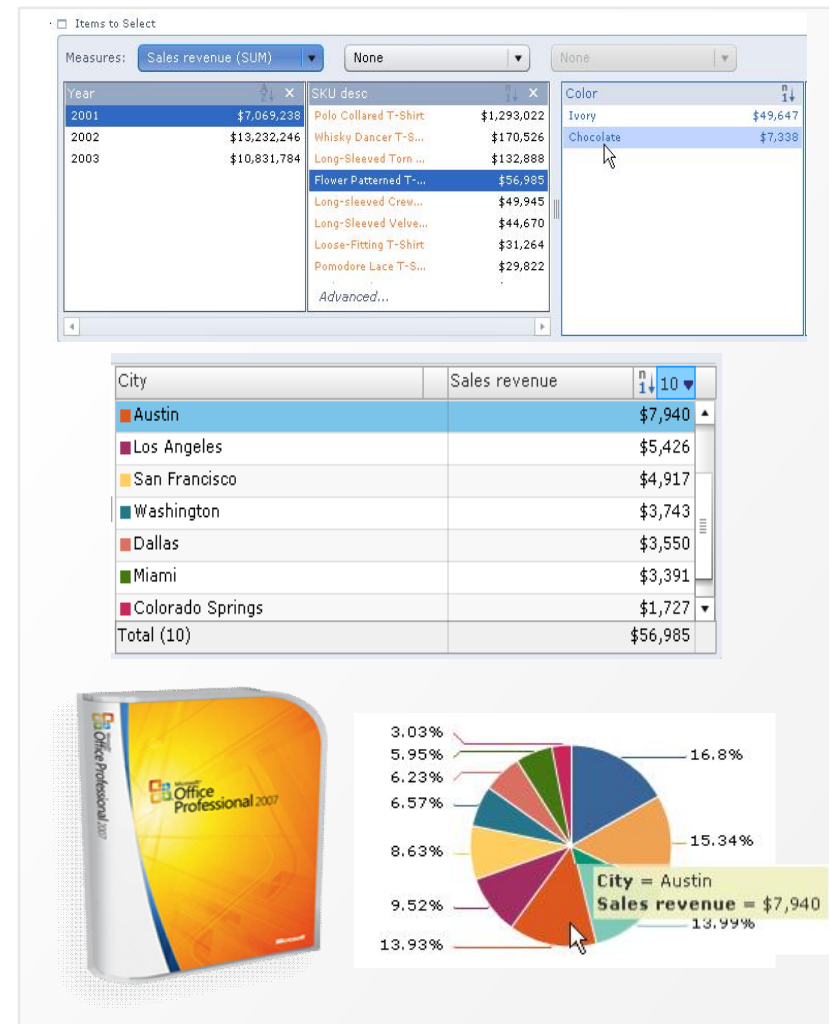 Items to Select
Measures: Sales revenue (SUM) None None
Year SKU desc Color
2001 $7,069,238 Polo Collared T-Shirt $1,293,022 Ivory $49,647
2002 $13,232,246 Whisky Dancer T-S... $170,526 Chocolate $7,338
2003 $10,831,784 Long-Sleeved Torn ... $132,888
Flower Patterned T-... $56,985
Long-sleeved Crew... $49,945
Long-Sleeved Velve... $44,670
Loose-Fitting T-Shirt $31,264
Pomodore Lace T-S... $29,822
Advanced...
City Sales revenue 10
Austin $7,940
Los Angeles $5,426
San Francisco $4,917
Washington $3,743
Dallas $3,550
Miami $3,391
Colorado Springs $1,727
Total (10) $56,985
Office Professional 2007
Microsoft
Office
Professional 2007
Microsoft
3.03%
5.95%
6.23%
6.57%
8.63%
9.52%
13.93%
16.8%
15.34%
City = Austin
Sales revenue = $7,940
13.99%